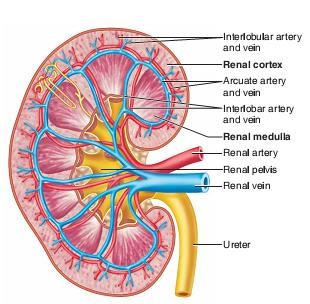 Interlobular artery
and vein
Renal cortex
Arcuate artery
and vein
Interlobar artery
and vein
Renal medulla
Renal artery
Renal pelvis
Renal vein
Ureter